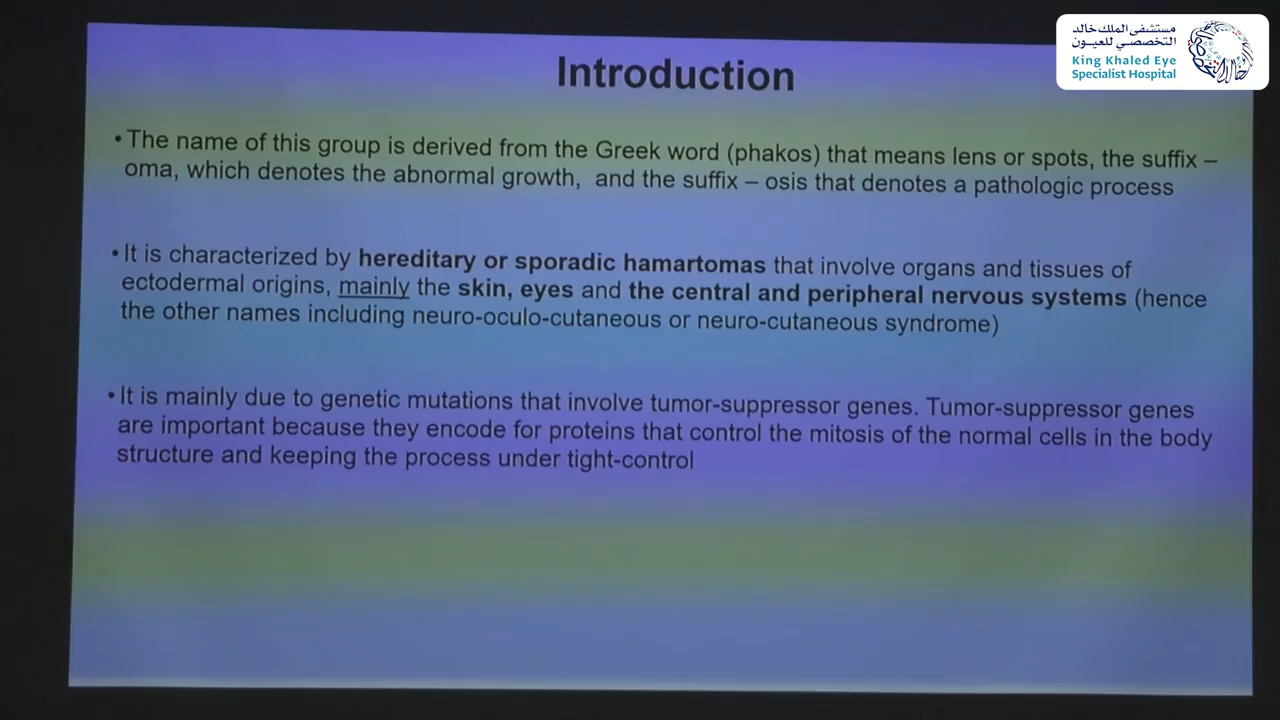 مستشفى الملك خالد
التخصصي للعيون
King Khaled Eye
Specialist Hospital
Introduction
• The name of this group is derived from the Greek word (phakos) that means lens or spots, the suffix –
oma, which denotes the abnormal growth, and the suffix – osis that denotes a pathologic process
• It is characterized by hereditary or sporadic hamartomas that involve organs and tissues of
ectodermal origins, mainly the skin, eyes and the central and peripheral nervous systems (hence
the other names including neuro-oculo-cutaneous or neuro-cutaneous syndrome)
• It is mainly due to genetic mutations that involve tumor-suppressor genes. Tumor-suppressor genes
are important because they encode for proteins that control the mitosis of the normal cells in the body
structure and keeping the process under tight-control